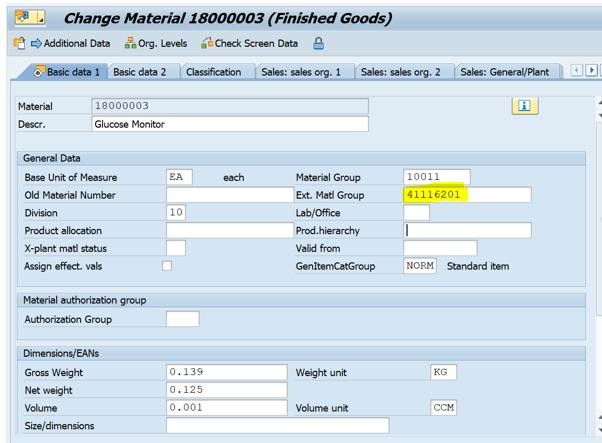 Change Material 18000003 (Finished Goods)
Additional Data Org. Levels Check Screen Data
Basic data 1 Basic data 2 Classification Sales: sales org. 1 Sales: sales org. 2 Sales: General/Plant
Material 18000003
Descr. Glucose Monitor
General Data
Base Unit of Measure EA each Material Group 10011
Old Material Number Ext. Matl Group 41116201
Division 10 Lab/Office
Product allocation Prod.hierarchy
X-plant matl status Valid from
Assign effect. vals GenItemCatGroup NORM Standard item
Material authorization group
Authorization Group
Dimensions/EANs
Gross Weight 0.139 Weight unit KG
Net weight 0.125
Volume 0.001 Volume unit CCM
Size/dimensions